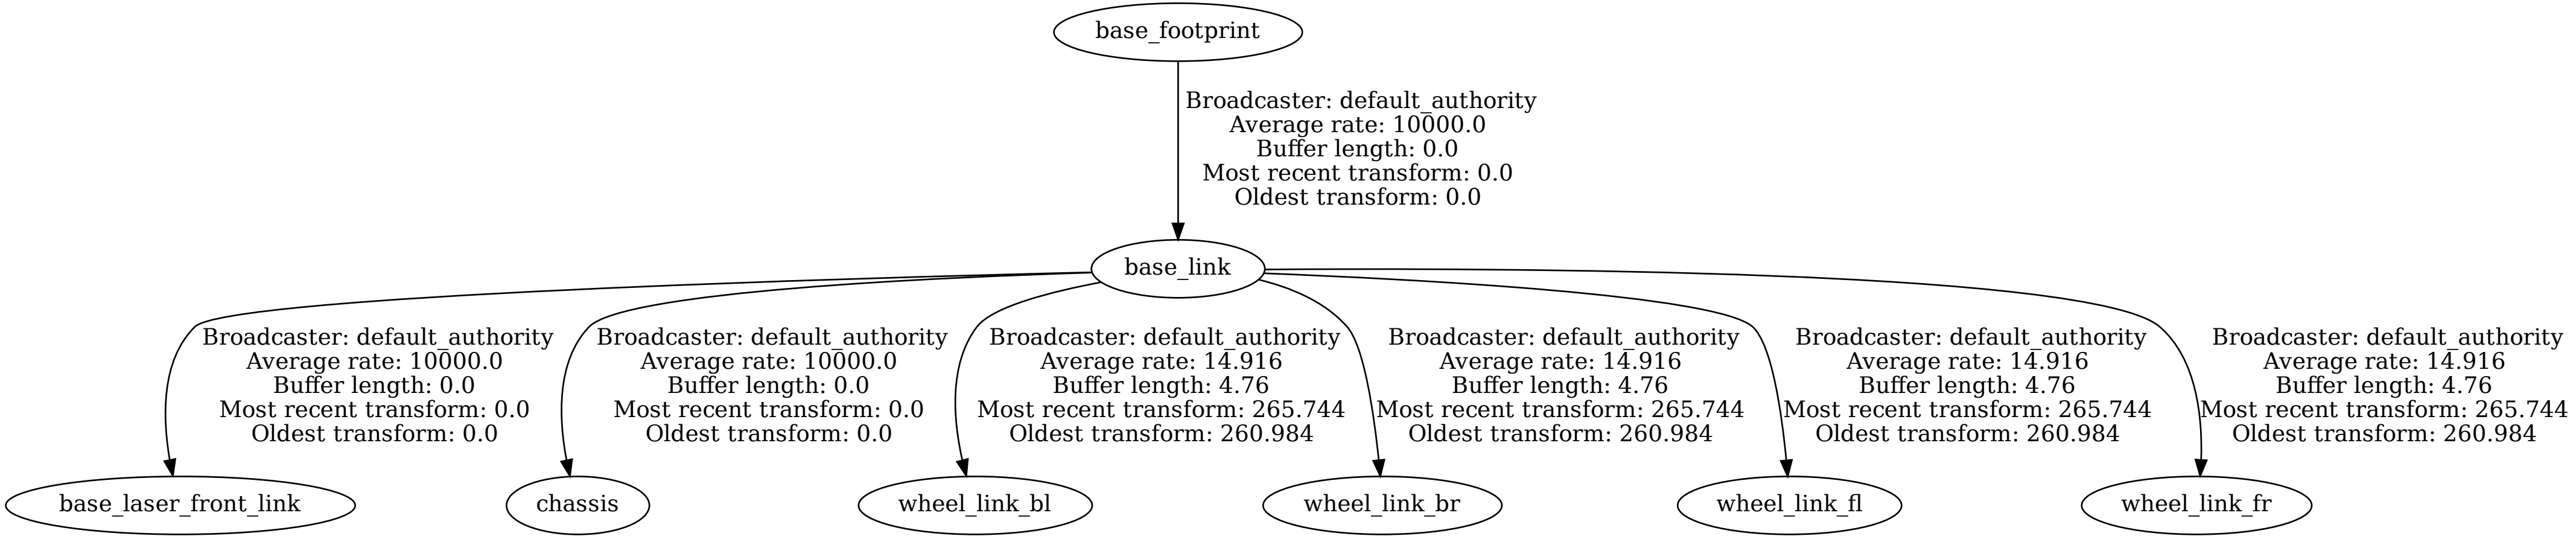 base_footprint
Broadcaster: default_authority
Average rate: 10000.0
Buffer length: 0.0
Most recent transform: 0.0
Oldest transform: 0.0
base_link
Broadcaster: default_authority
Average rate: 10000.0
Buffer length: 0.0
Most recent transform: 0.0
Oldest transform: 0.0
Broadcaster: default_authority
Average rate: 10000.0
Buffer length: 0.0
Most recent transform: 0.0
Oldest transform: 0.0
Broadcaster: default_authority
Average rate: 14.916
Buffer length: 4.76
Most recent transform: 265.744
Oldest transform: 260.984
Broadcaster: default_authority
Average rate: 14.916
Buffer length: 4.76
Most recent transform: 265.744
Oldest transform: 260.984
Broadcaster: default_authority
Average rate: 14.916
Buffer length: 4.76
Most recent transform: 265.744
Oldest transform: 260.984
Broadcaster: default_authority
Average rate: 14.916
Buffer length: 4.76
Most recent transform: 265.744
Oldest transform: 260.984
base_laser_front_link
chassis
wheel_link_bl
wheel_link_br
wheel_link_fl
wheel_link_fr